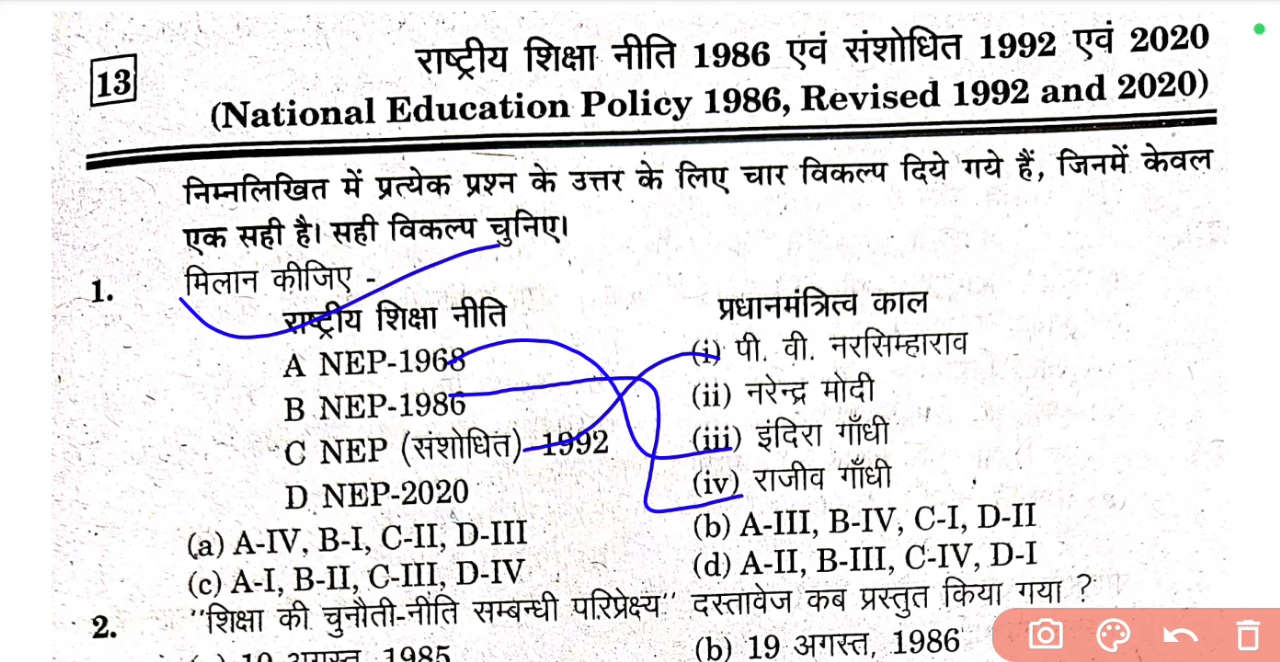 13
राष्ट्रीय शिक्षा नीति 1986 एवं संशोधित 1992 एवं 2020
(National Education Policy 1986, Revised 1992 and 2020)
निम्नलिखित में प्रत्येक प्रश्न के उत्तर के लिए चार विकल्प दिये गये हैं, जिनमें केवल
एक सही है। सही विकल्प चुनिए।
1. मिलान कीजिए -
राष्ट्रीय शिक्षा नीति प्रधानमंत्रित्व काल
A NEP-1968 (i) पी. वी. नरसिम्हाराव
B NEP-1986 (ii) नरेन्द्र मोदी
C NEP (संशोधित)-1992 (iii) इंदिरा गाँधी
D NEP-2020 (iv) राजीव गाँधी
(a) A-IV, B-I, C-II, D-III (b) A-III, B-IV, C-I, D-II
(c) A-I, B-II, C-III, D-IV (d) A-II, B-III, C-IV, D-I
2. "शिक्षा की चुनौती-नीति सम्बन्धी परिप्रेक्ष्य" दस्तावेज कब प्रस्तुत किया गया ?
19 अगस्त, 1985 (b) 19 अगस्त, 1986